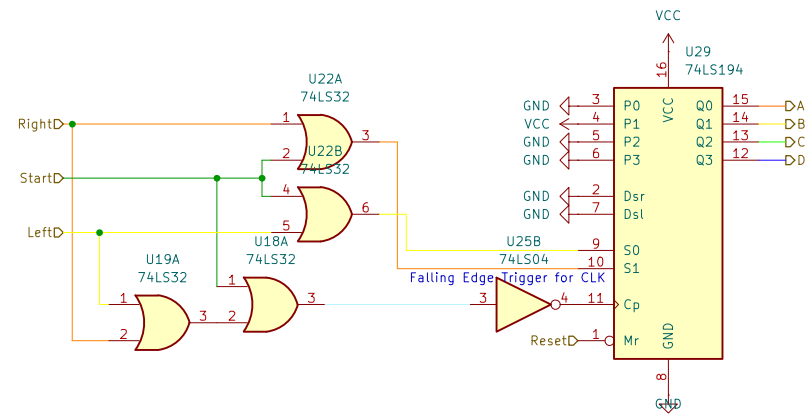 VCC
U29
74LS194
16
VCC
U22A
74LS32
Right
1
2
3
U22B
74LS32
Start
4
5
6
Left
GND 3 P0
VCC 4 P1
GND 5 P2
GND 6 P3
GND 2 Dsr
GND 7 Dsl
Q0 15 A
Q1 14 B
Q2 13 C
Q3 12 D
9 S0
10 S1
11 Cp
Reset 1 Mr
U25B
74LS04
Falling Edge Trigger for CLK
3
4
U19A
74LS32
1
2
3
U18A
74LS32
1
2
3
GND
8
GND